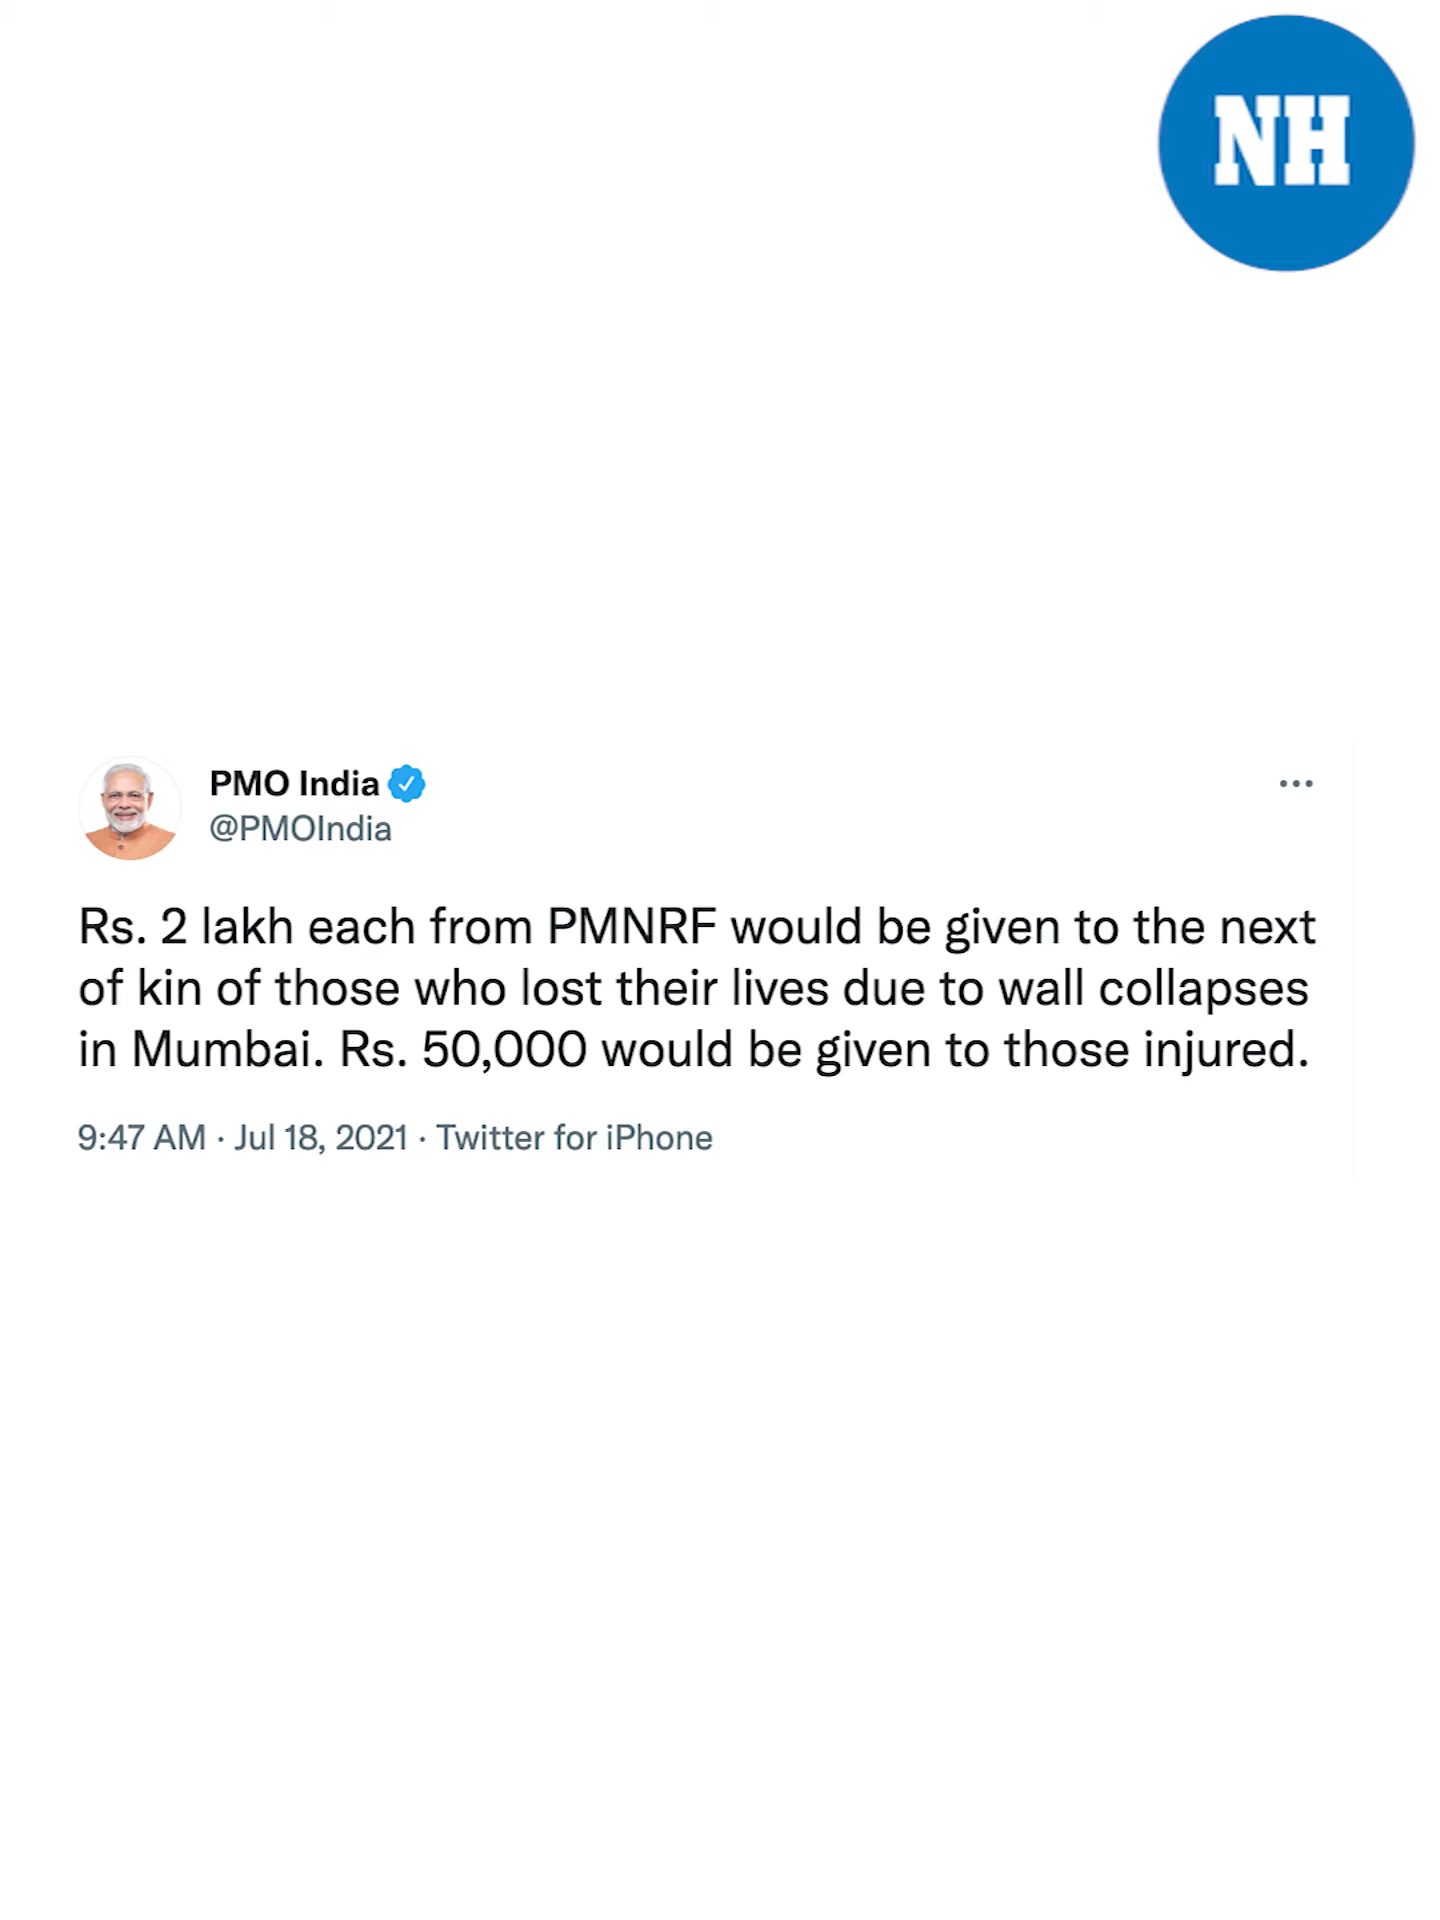 NH
PMO India
@PMOIndia
Rs. 2 lakh each from PMNRF would be given to the next
of kin of those who lost their lives due to wall collapses
in Mumbai. Rs. 50,000 would be given to those injured.
9:47 AM · Jul 18, 2021 · Twitter for iPhone